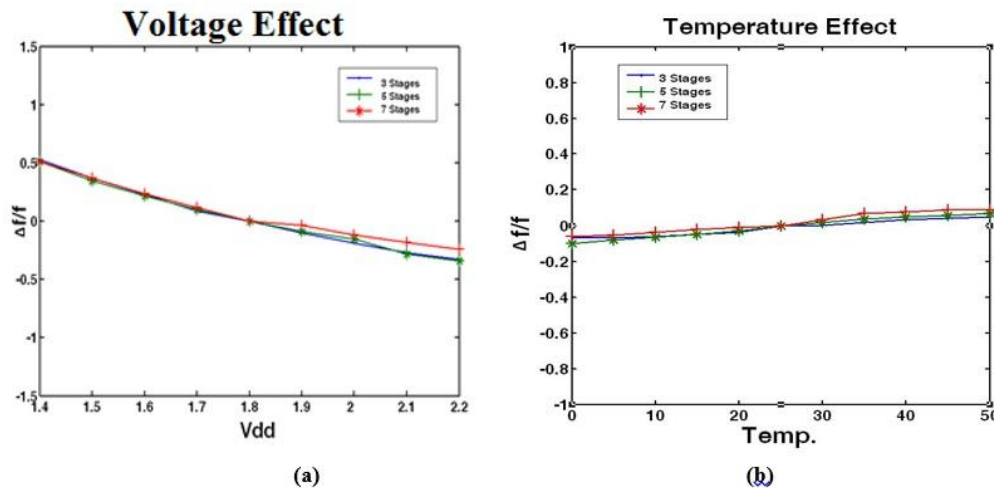 Voltage Effect
1.5
1
0.5
0
-0.5
-1
-1.5
Δf/f
3 Stages
5 Stages
7 Stages
1.4 1.5 1.6 1.7 1.8 1.9 2 2.1 2.2
Vdd
(a)
Temperature Effect
1
0.8
0.6
0.4
0.2
0
-0.2
-0.4
-0.6
-0.8
-1
Δf/f
3 Stages
5 Stages
7 Stages
0 10 20 30 40 50
Temp.
(b)